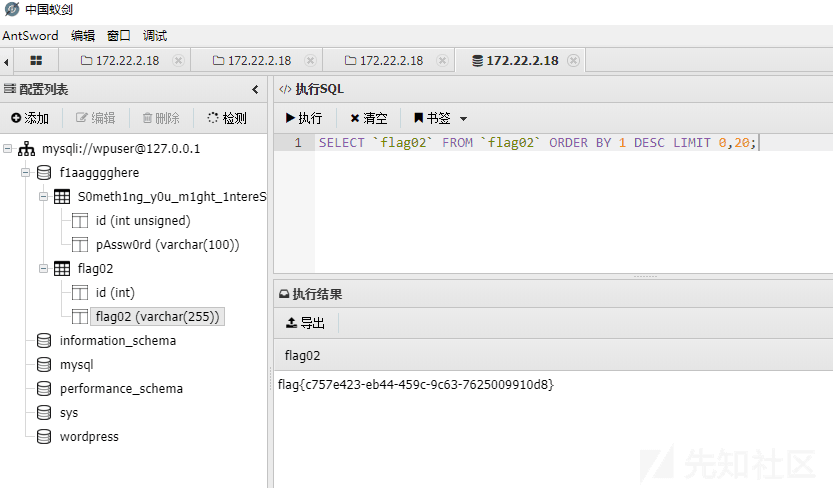 中国蚁剑
AntSword 编辑 窗口 调试
172.22.2.18 172.22.2.18 172.22.2.18 172.22.2.18
配置列表
添加 编辑 删除 检测
mysqli://wpuser@127.0.0.1
f1aagggghere
S0meth1ng_y0u_m1ght_1ntereS
id (int unsigned)
pAssw0rd (varchar(100))
flag02
id (int)
flag02 (varchar(255))
information_schema
mysql
performance_schema
sys
wordpress
执行SQL
执行 清空 书签
1 SELECT `flag02` FROM `flag02` ORDER BY 1 DESC LIMIT 0,20;
执行结果
导出
flag02
flag{c757e423-eb44-459c-9c63-7625009910d8}
先知社区